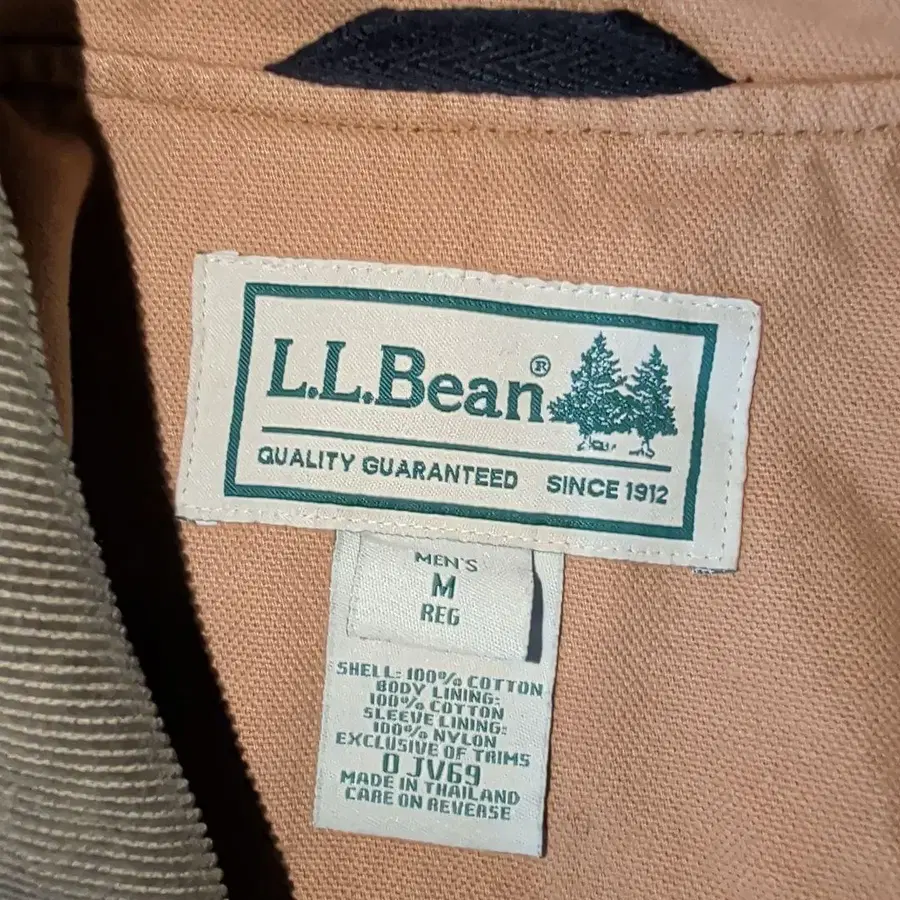 L.L.Bean®
QUALITY GUARANTEED SINCE 1912
MEN'S
M
REG
SHELL: 100% COTTON
BODY LINING:
100% COTTON
SLEEVE LINING:
100% NYLON
EXCLUSIVE OF TRIMS
0 JV69
MADE IN THAILAND
CARE ON REVERSE